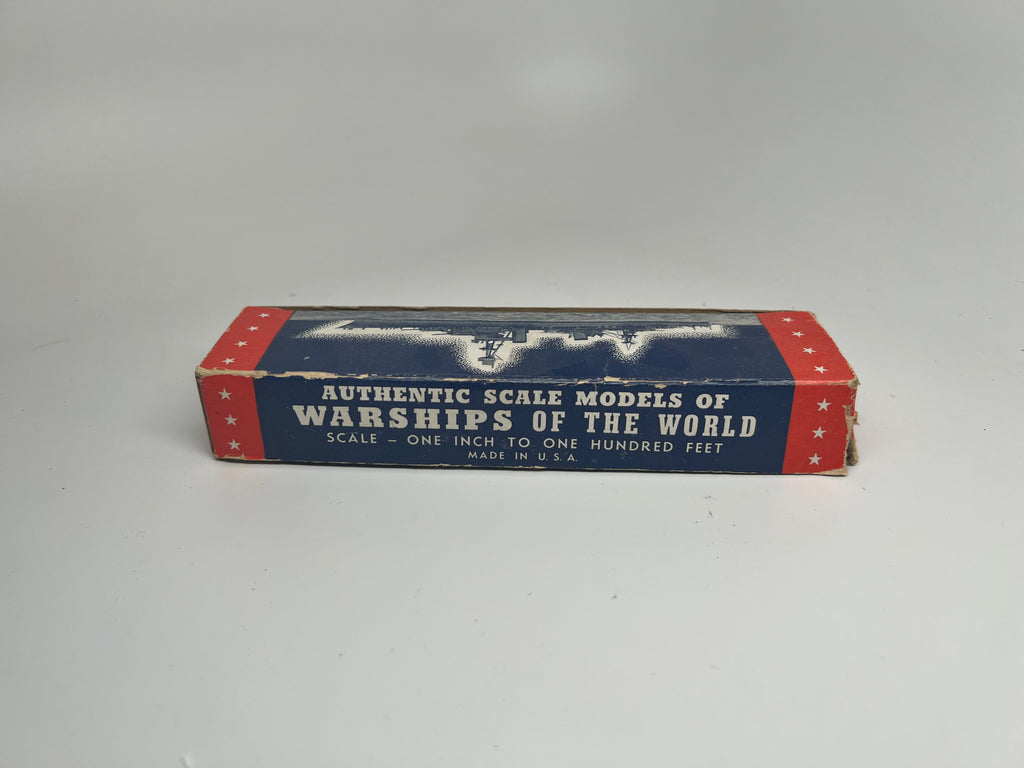 AUTHENTIC SCALE MODELS OF
WARSHIPS OF THE WORLD
SCALE – ONE INCH TO ONE HUNDRED FEET
MADE IN U.S.A.